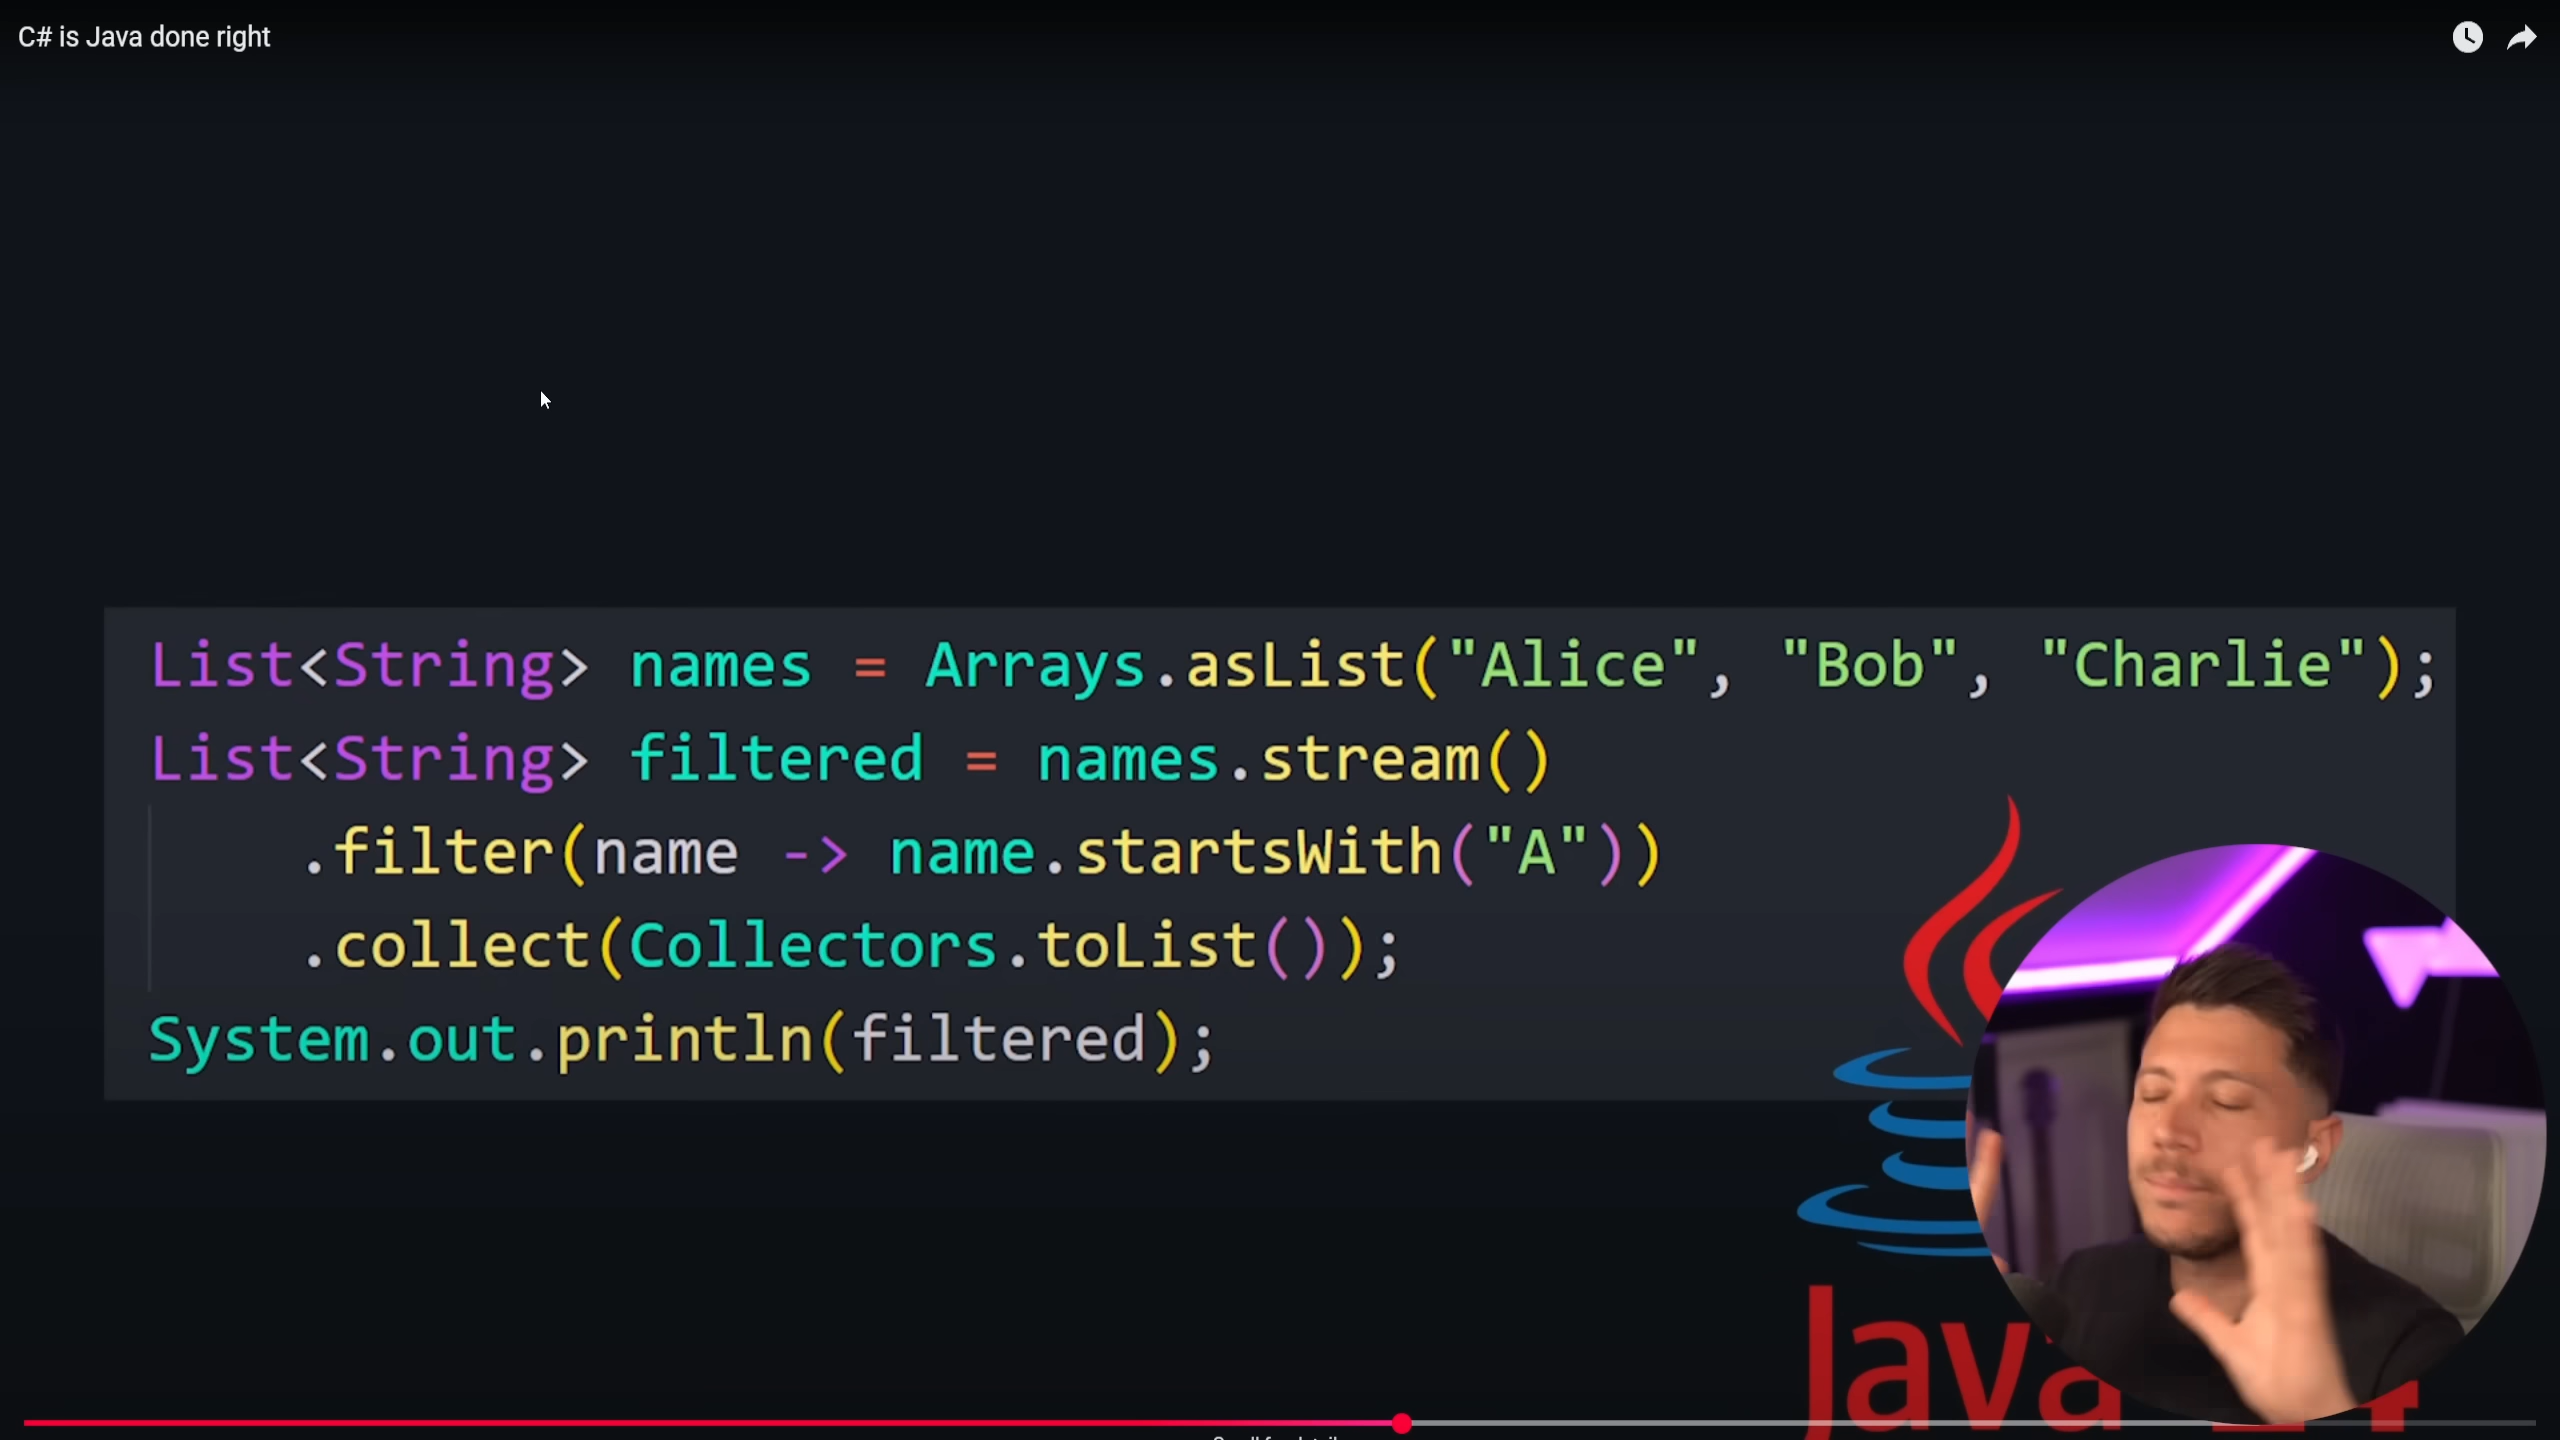 C# is Java done right
List<String> names = Arrays.asList("Alice", "Bob", "Charlie");
List<String> filtered = names.stream()
.filter(name -> name.startsWith("A"))
.collect(Collectors.toList());
System.out.println(filtered);
Java